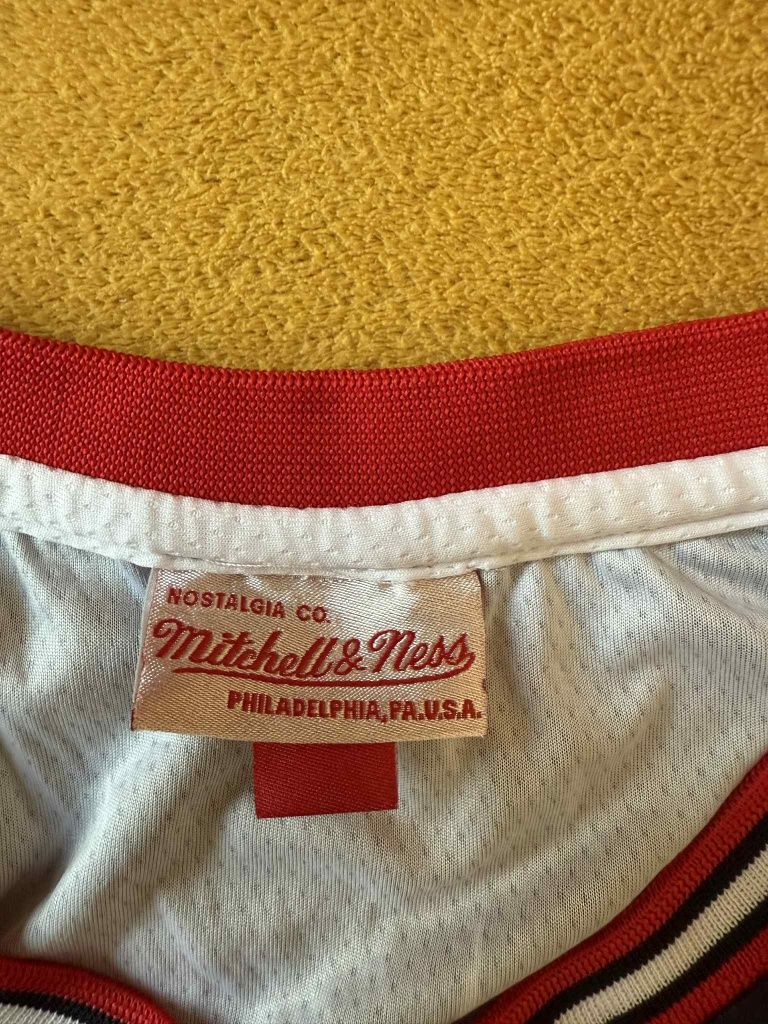 NOSTALGIA CO.
Mitchell & Ness
PHILADELPHIA, PA.U.S.A.